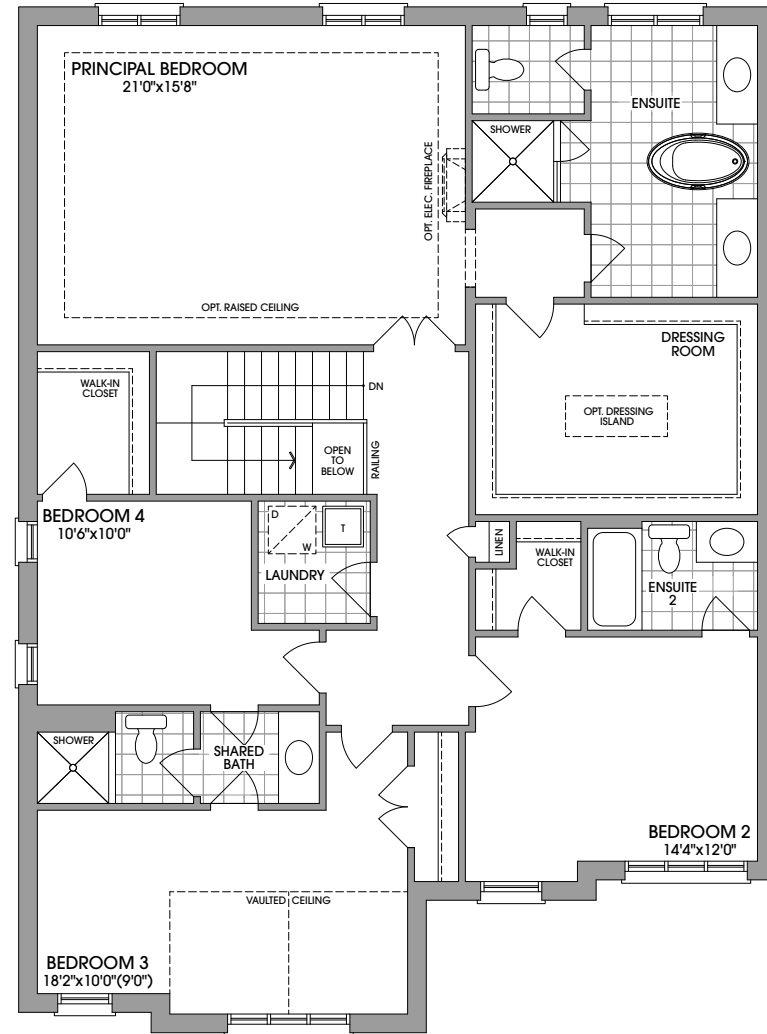 PRINCIPAL BEDROOM
21'0"x15'8"
ENSUITE
SHOWER
OPT. ELEC. FIREPLACE
OPT. RAISED CEILING
DRESSING
ROOM
OPT. DRESSING
ISLAND
WALK-IN
CLOSET
DN
OPEN
TO
BELOW
RAILING
BEDROOM 4
10'6"x10'0"
D
W
T
LAUNDRY
LINEN
WALK-IN
CLOSET
ENSUITE
2
SHOWER
SHARED
BATH
BEDROOM 2
14'4"x12'0"
VAULTED CEILING
BEDROOM 3
18'2"x10'0"(9'0")